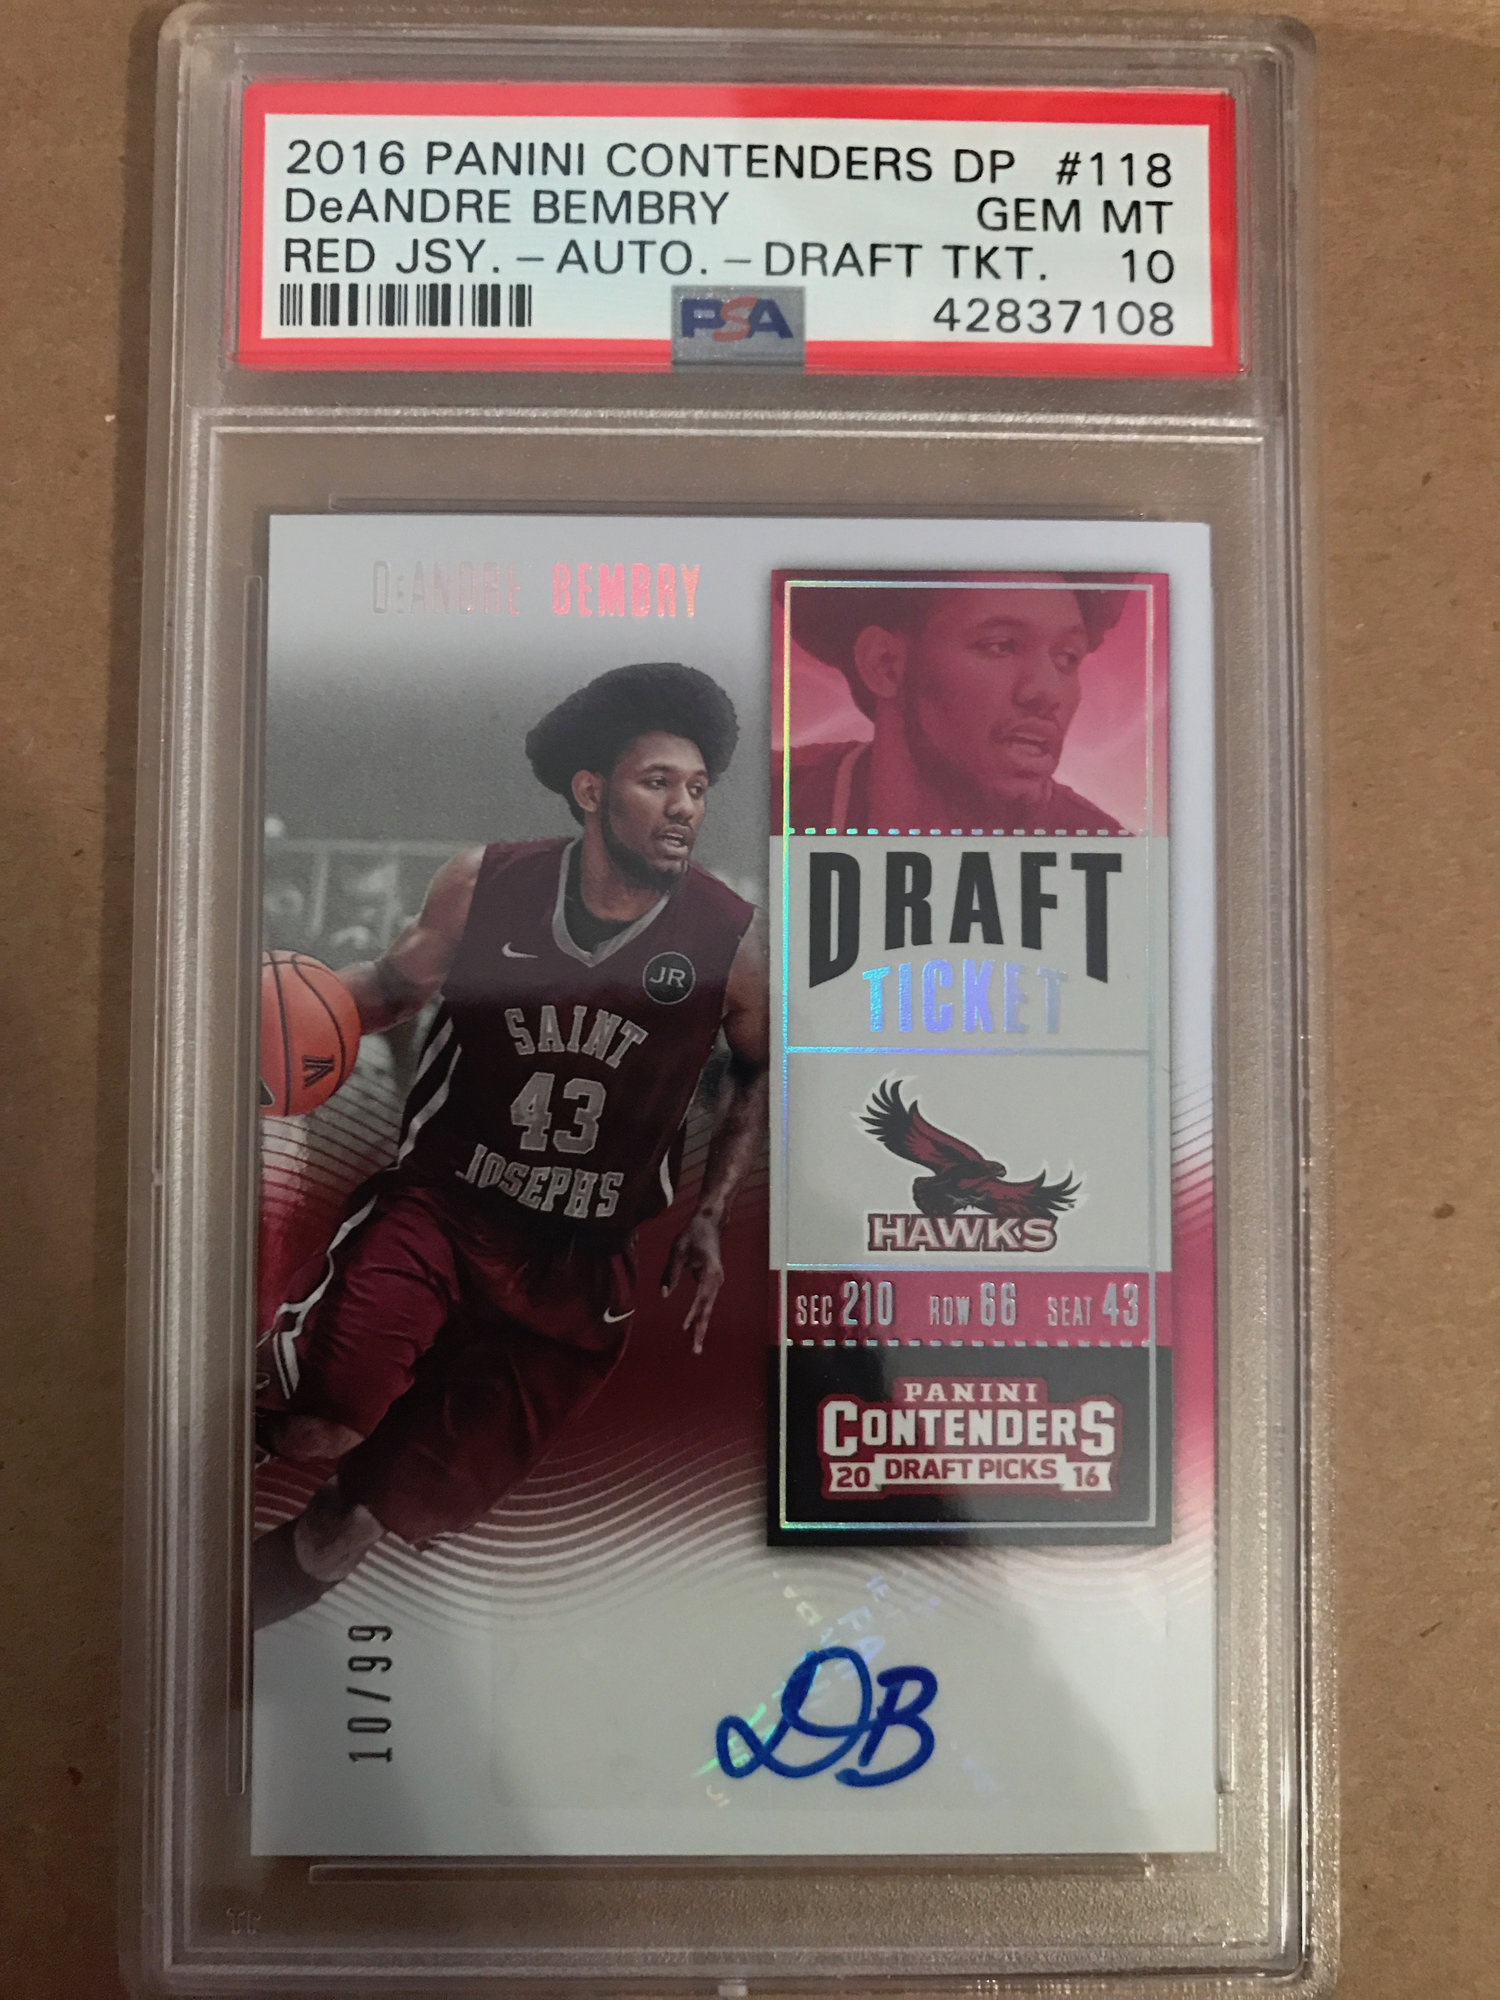 2016 PANINI CONTENDERS DP #118
DeANDRE BEMBRY GEM MT
RED JSY. – AUTO. – DRAFT TKT. 10
PSA 42837108
DeANDRE BEMBRY
DRAFT
TICKET
JR
SAINT
43
JOSEPHS
HAWKS
SEC 210 ROW 66 SEAT 43
PANINI
CONTENDERS
20 DRAFT PICKS 16
10/99
DB